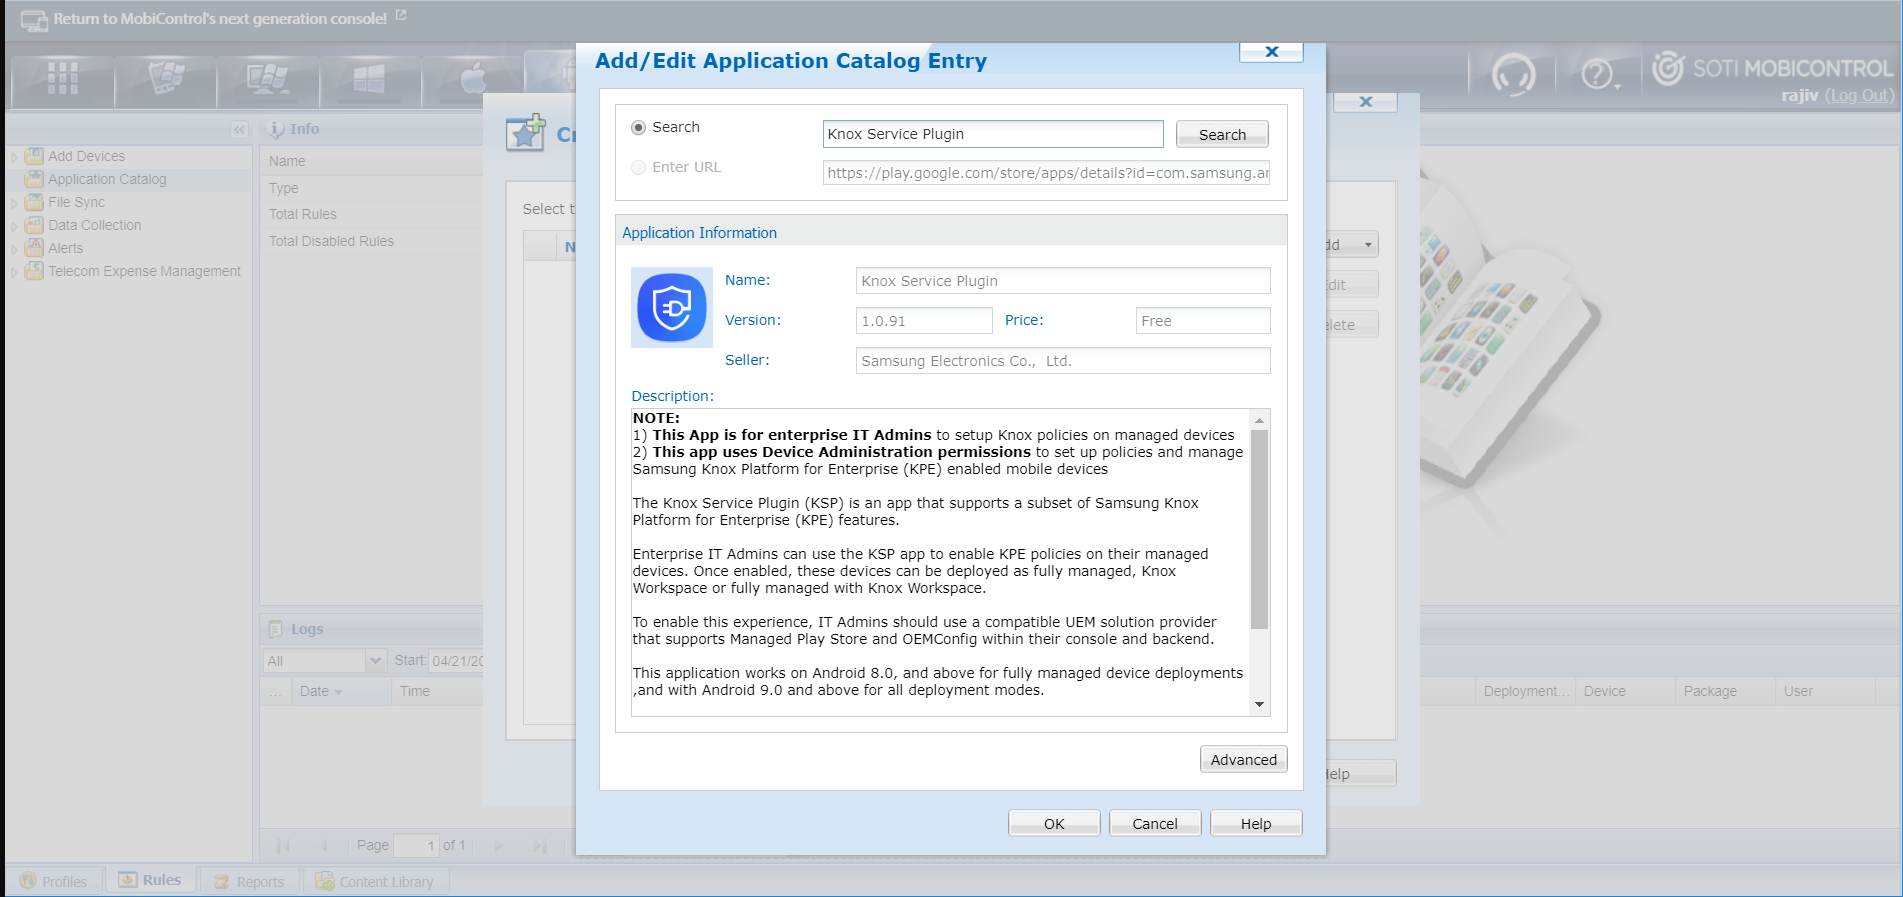 Return to MobiControl's next generation console!
SOTI MOBICONTROL
rajiv (Log Out)
Add/Edit Application Catalog Entry
Info
Add Devices
Application Catalog
File Sync
Data Collection
Alerts
Telecom Expense Management
Name
Type
Total Rules
Total Disabled Rules
Select
Search
Knox Service Plugin
Search
Enter URL
https://play.google.com/store/apps/details?id=com.samsung.ar
Application Information
Name:
Knox Service Plugin
Version:
1.0.91
Price:
Free
Seller:
Samsung Electronics Co., Ltd.
Description:
NOTE:
1) This App is for enterprise IT Admins to setup Knox policies on managed devices
2) This app uses Device Administration permissions to set up policies and manage
Samsung Knox Platform for Enterprise (KPE) enabled mobile devices
The Knox Service Plugin (KSP) is an app that supports a subset of Samsung Knox
Platform for Enterprise (KPE) features.
Enterprise IT Admins can use the KSP app to enable KPE policies on their managed
devices. Once enabled, these devices can be deployed as fully managed, Knox
Workspace or fully managed with Knox Workspace.
To enable this experience, IT Admins should use a compatible UEM solution provider
that supports Managed Play Store and OEMConfig within their console and backend.
This application works on Android 8.0, and above for fully managed device deployments
,and with Android 9.0 and above for all deployment modes.
Advanced
OK
Cancel
Help
Logs
All
Start:
04/21/20
...
Date
Time
Deployment...
Device
Package
User
Page 1 of 1
Profiles
Rules
Reports
Content Library